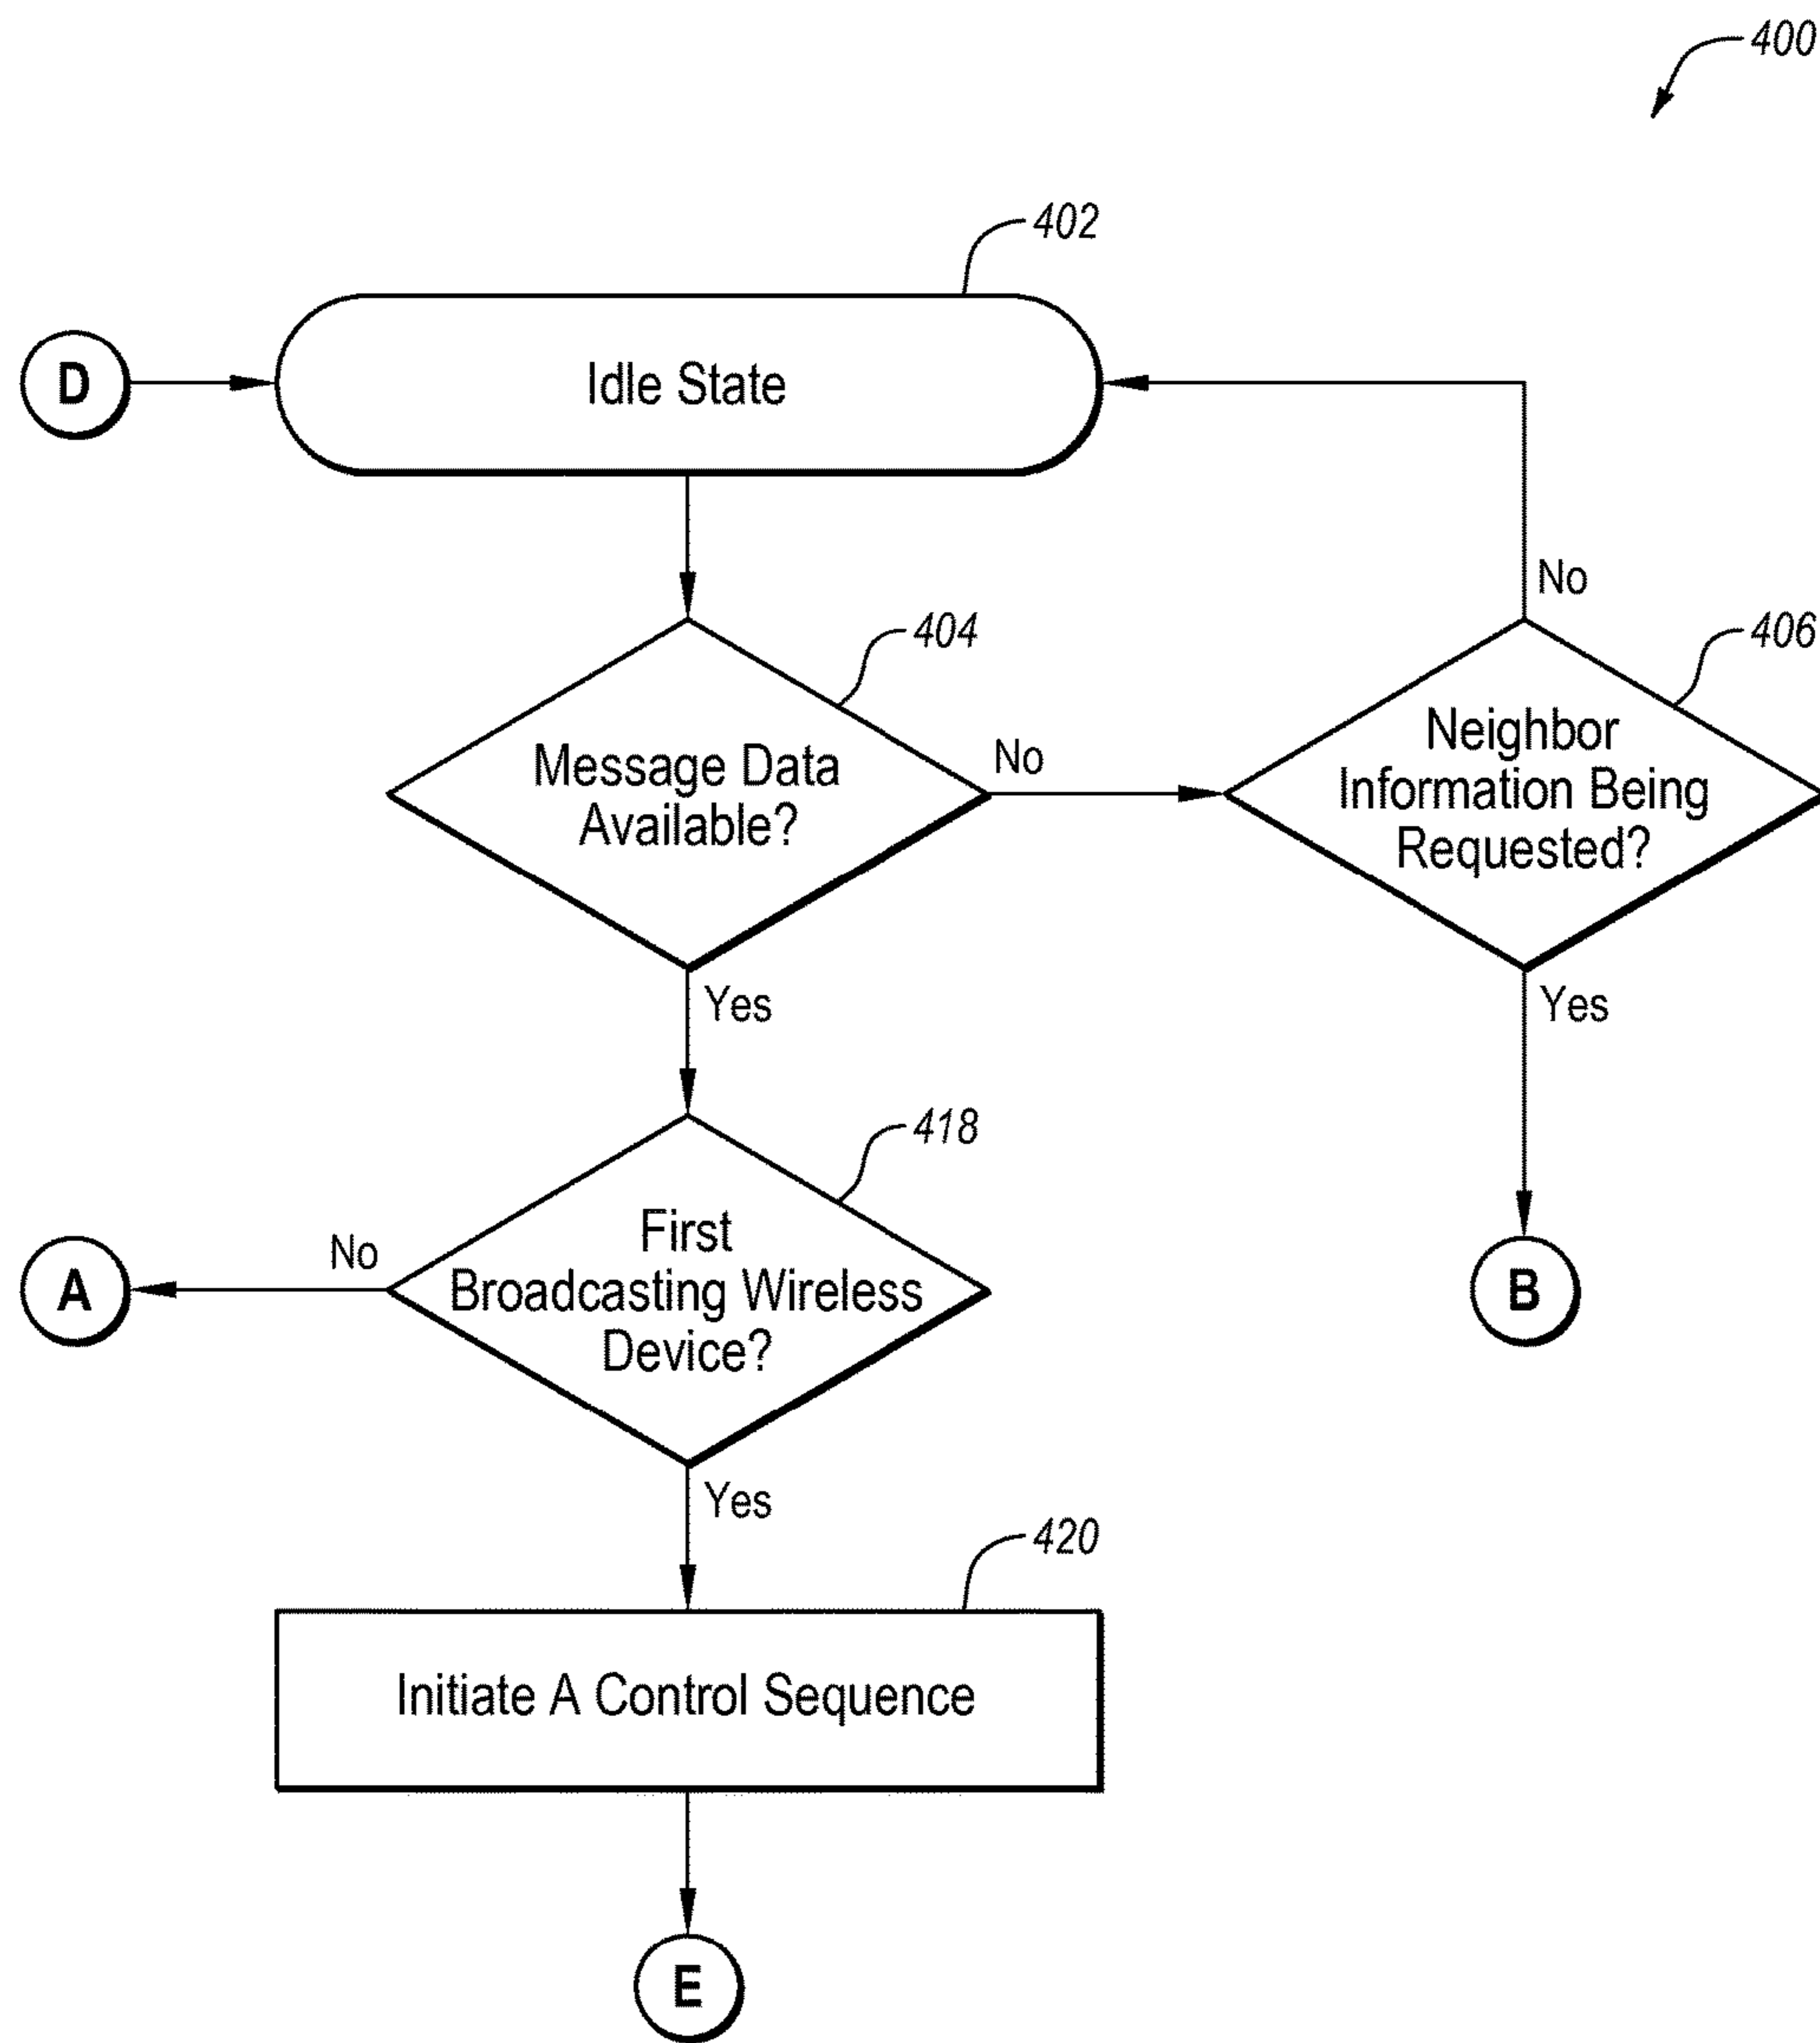 400
402
D
Idle State
No
404
406
Message Data
Available?
No
Neighbor
Information Being
Requested?
Yes
Yes
418
First
Broadcasting Wireless
Device?
No
A
B
Yes
420
Initiate A Control Sequence
E